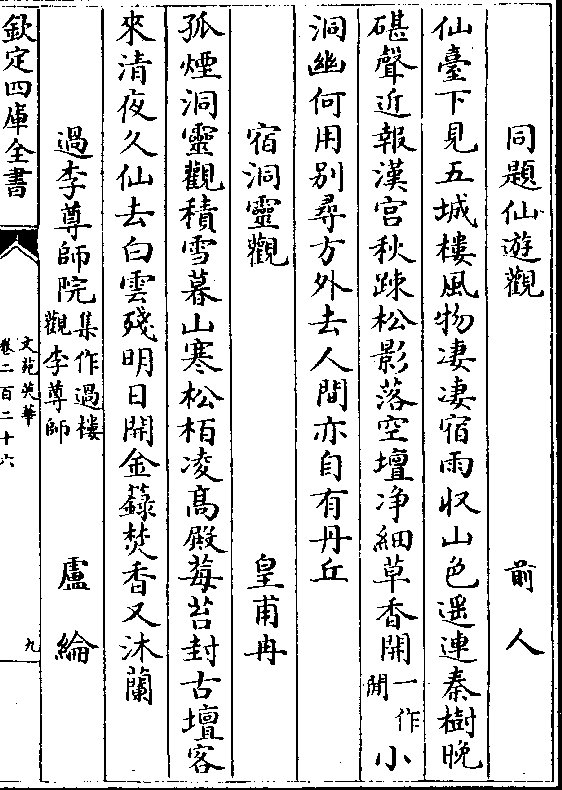 同題仙遊觀　前人
仙臺下見五城樓風物凄凄宿雨収山色遥連秦樹晚
碪聲近報漢宮秋踈松影落空壇净細草香開一作閒小
洞幽何用别尋方外去人間亦自有丹丘
宿洞靈觀　皇甫冉
孤煙洞靈觀積雪暮山寒松栢凌髙殿莓苔封古壇客
來清夜久仙去白雲殘明日開金籙焚香又沐蘭
過李尊師院集作過樓觀李尊師　盧綸
欽定四庫全書
文苑英華
卷二百二十六
九